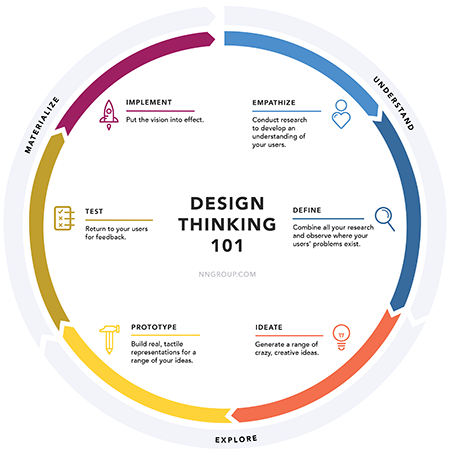 DESIGN
THINKING
101
NNGROUP.COM
UNDERSTAND
EMPATHIZE
Conduct research
to develop an
understanding of
your users.
DEFINE
Combine all your research
and observe where your
users' problems exist.
EXPLORE
IDEATE
Generate a range of
crazy, creative ideas.
PROTOTYPE
Build real, tactile
representations for a
range of your ideas.
MATERIALIZE
TEST
Return to your users
for feedback.
IMPLEMENT
Put the vision into effect.